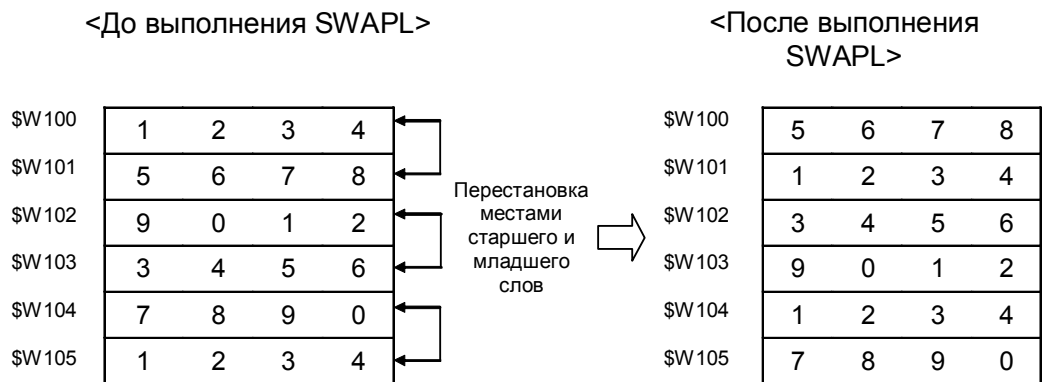 <До выполнения SWAPL>
<После выполнения
SWAPL>
$W100 1 2 3 4
$W101 5 6 7 8
$W102 9 0 1 2
$W103 3 4 5 6
$W104 7 8 9 0
$W105 1 2 3 4
Перестановка
местами
старшего и
младшего
слов
$W100 5 6 7 8
$W101 1 2 3 4
$W102 3 4 5 6
$W103 9 0 1 2
$W104 1 2 3 4
$W105 7 8 9 0